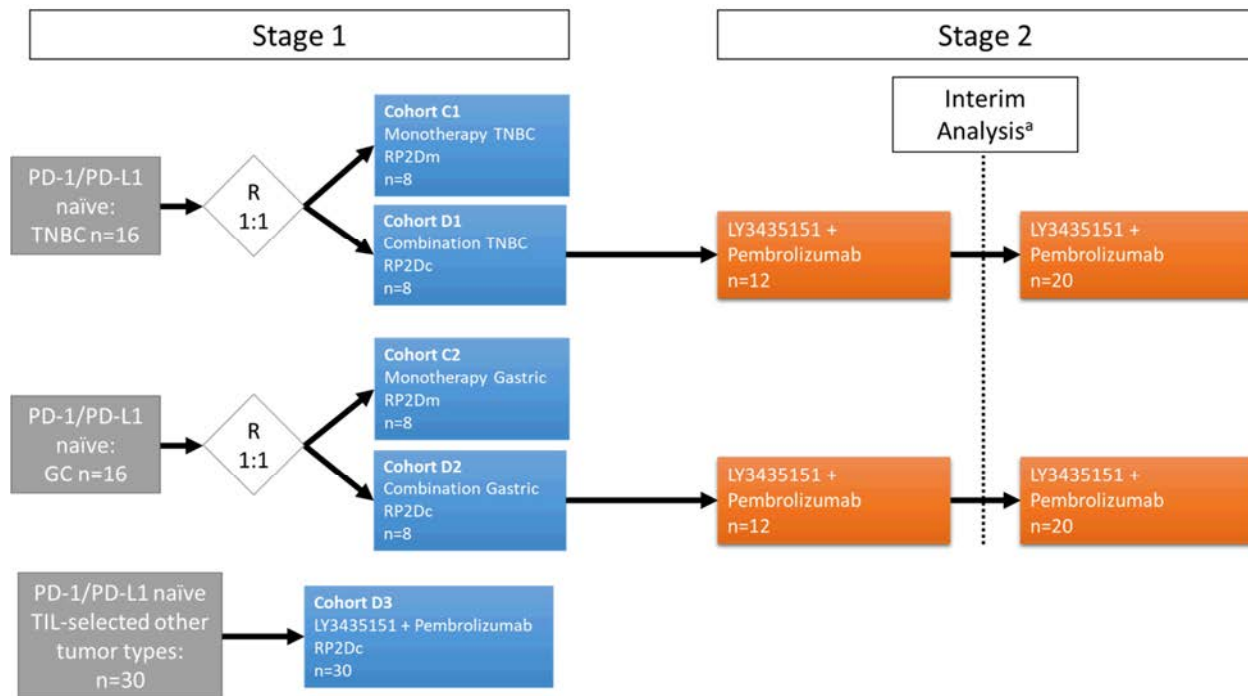 Stage 1
Stage 2
Interim
Analysisᵃ
PD-1/PD-L1
naïve:
TNBC n=16
R
1:1
Cohort C1
Monotherapy TNBC
RP2Dm
n=8
Cohort D1
Combination TNBC
RP2Dc
n=8
LY3435151 +
Pembrolizumab
n=12
LY3435151 +
Pembrolizumab
n=20
PD-1/PD-L1
naïve:
GC n=16
R
1:1
Cohort C2
Monotherapy Gastric
RP2Dm
n=8
Cohort D2
Combination Gastric
RP2Dc
n=8
LY3435151 +
Pembrolizumab
n=12
LY3435151 +
Pembrolizumab
n=20
PD-1/PD-L1 naïve
TIL-selected other
tumor types:
n=30
Cohort D3
LY3435151 + Pembrolizumab
RP2Dc
n=30